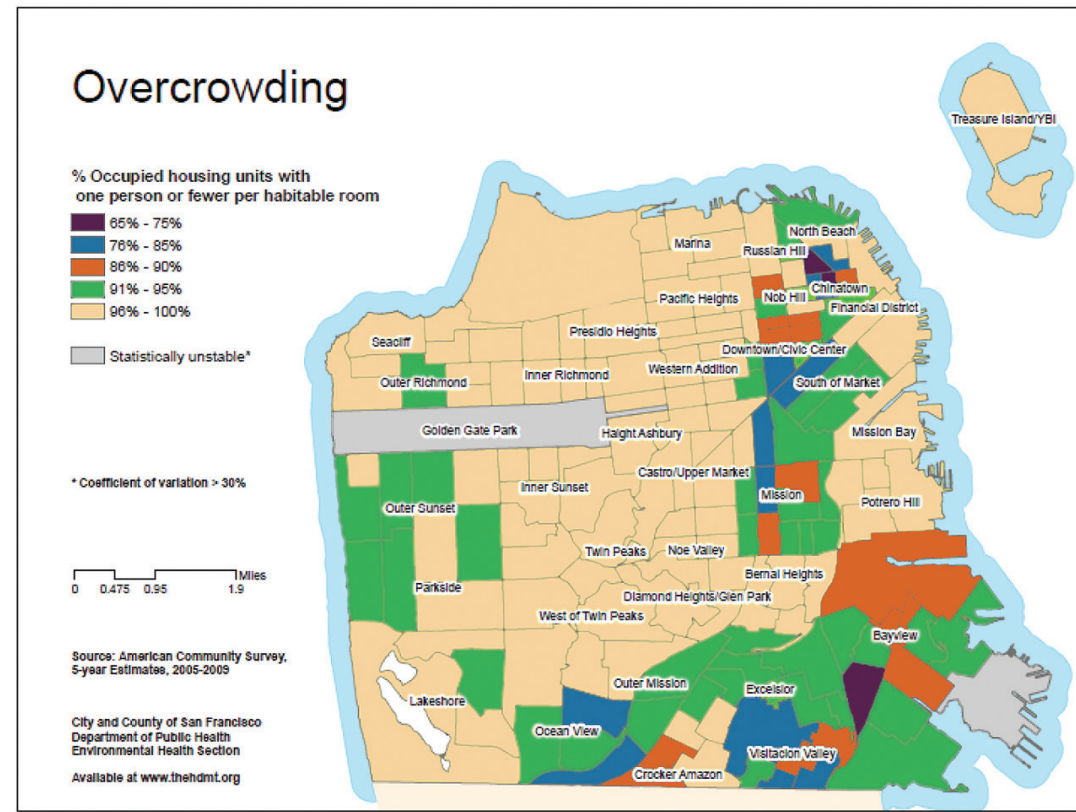 Overcrowding
% Occupied housing units with
one person or fewer per habitable room
65% - 75%
76% - 85%
86% - 90%
91% - 95%
96% - 100%
Statistically unstable*
* Coefficient of variation > 30%
Miles
0 0.475 0.95 1.9
Source: American Community Survey,
5-year Estimates, 2005-2009
City and County of San Francisco
Department of Public Health
Environmental Health Section
Available at www.thehdmt.org
Treasure Island/YBI
North Beach
Marina
Russian Hill
Chinatown
Pacific Heights
Nob Hill
Financial District
Presidio Heights
Seacliff
Downtown/Civic Center
Western Addition
Inner Richmond
Outer Richmond
South of Market
Golden Gate Park
Haight Ashbury
Mission Bay
Castro/Upper Market
Inner Sunset
Mission
Potrero Hill
Outer Sunset
Twin Peaks
Noe Valley
Bernal Heights
Parkside
Diamond Heights/Glen Park
West of Twin Peaks
Bayview
Outer Mission
Excelsior
Lakeshore
Ocean View
Visitacion Valley
Crocker Amazon